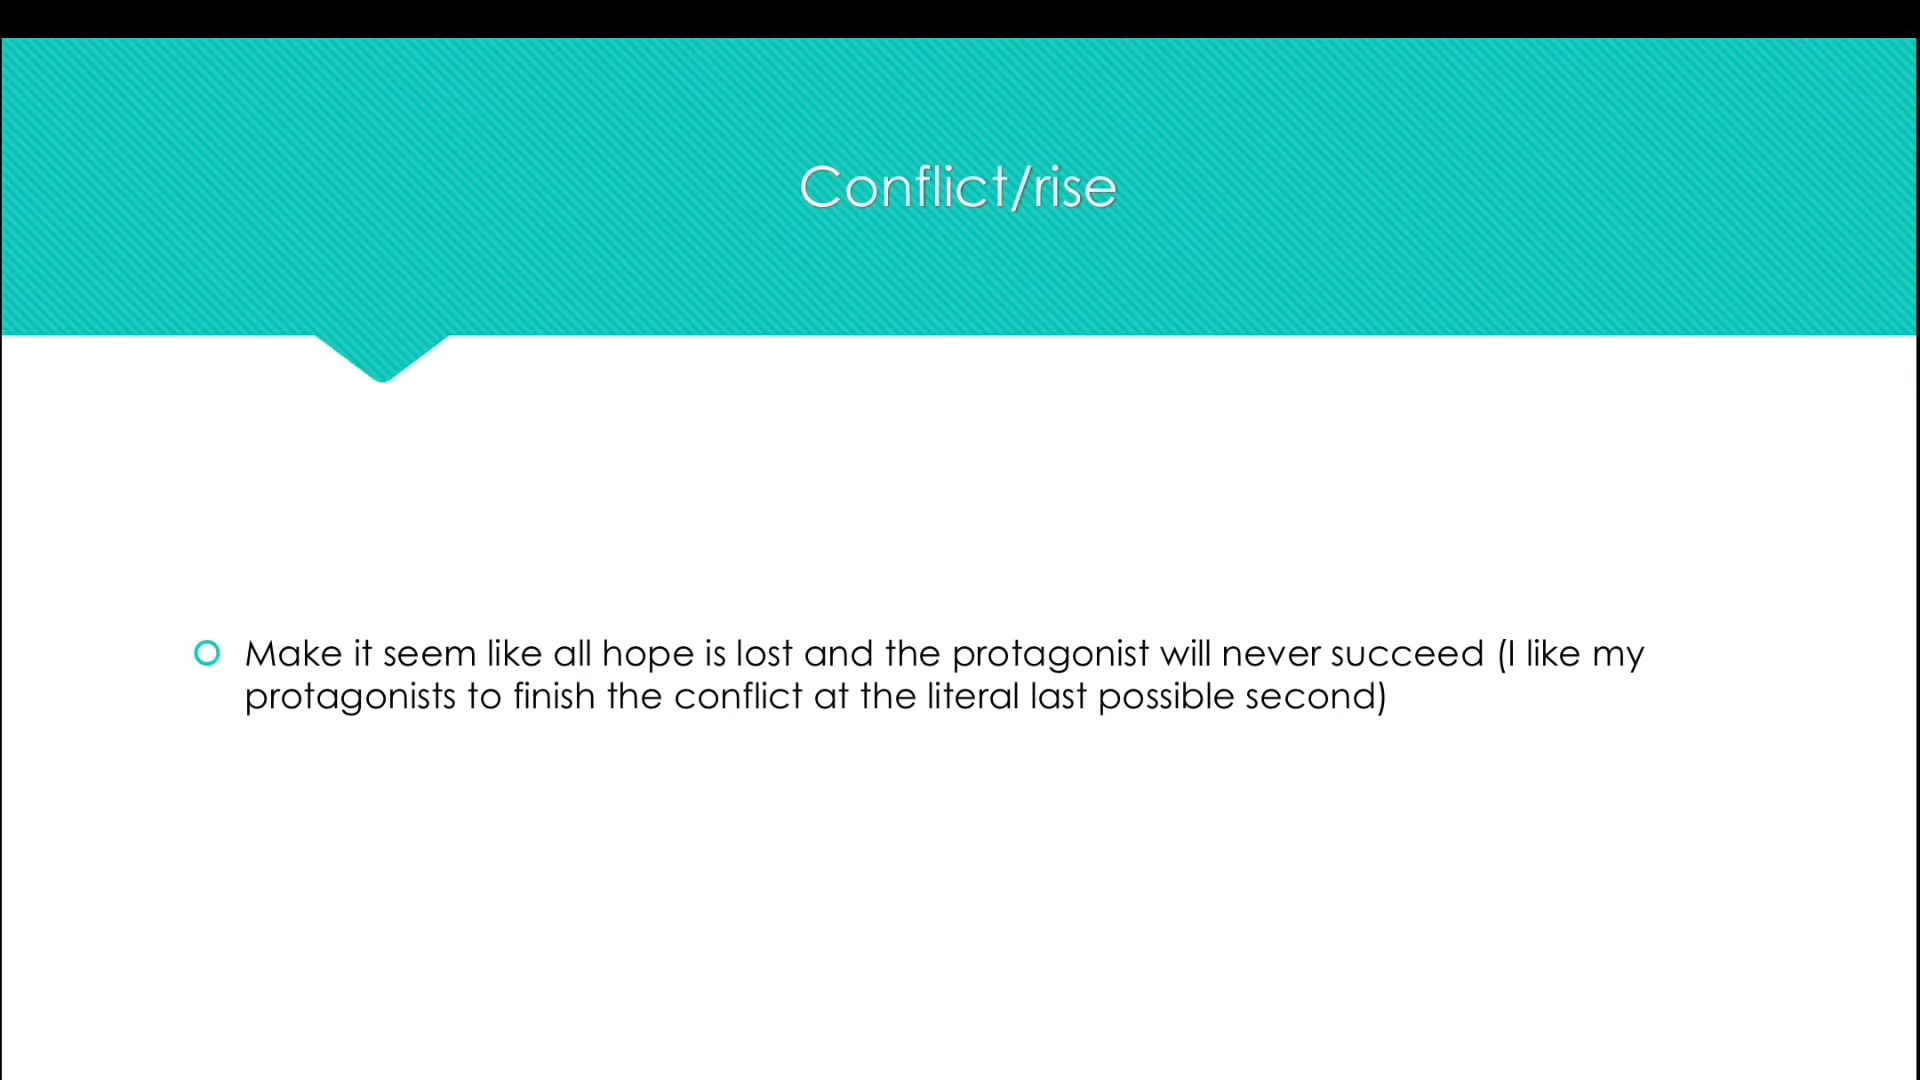 Conflict/rise
Make it seem like all hope is lost and the protagonist will never succeed (I like my
protagonists to finish the conflict at the literal last possible second)